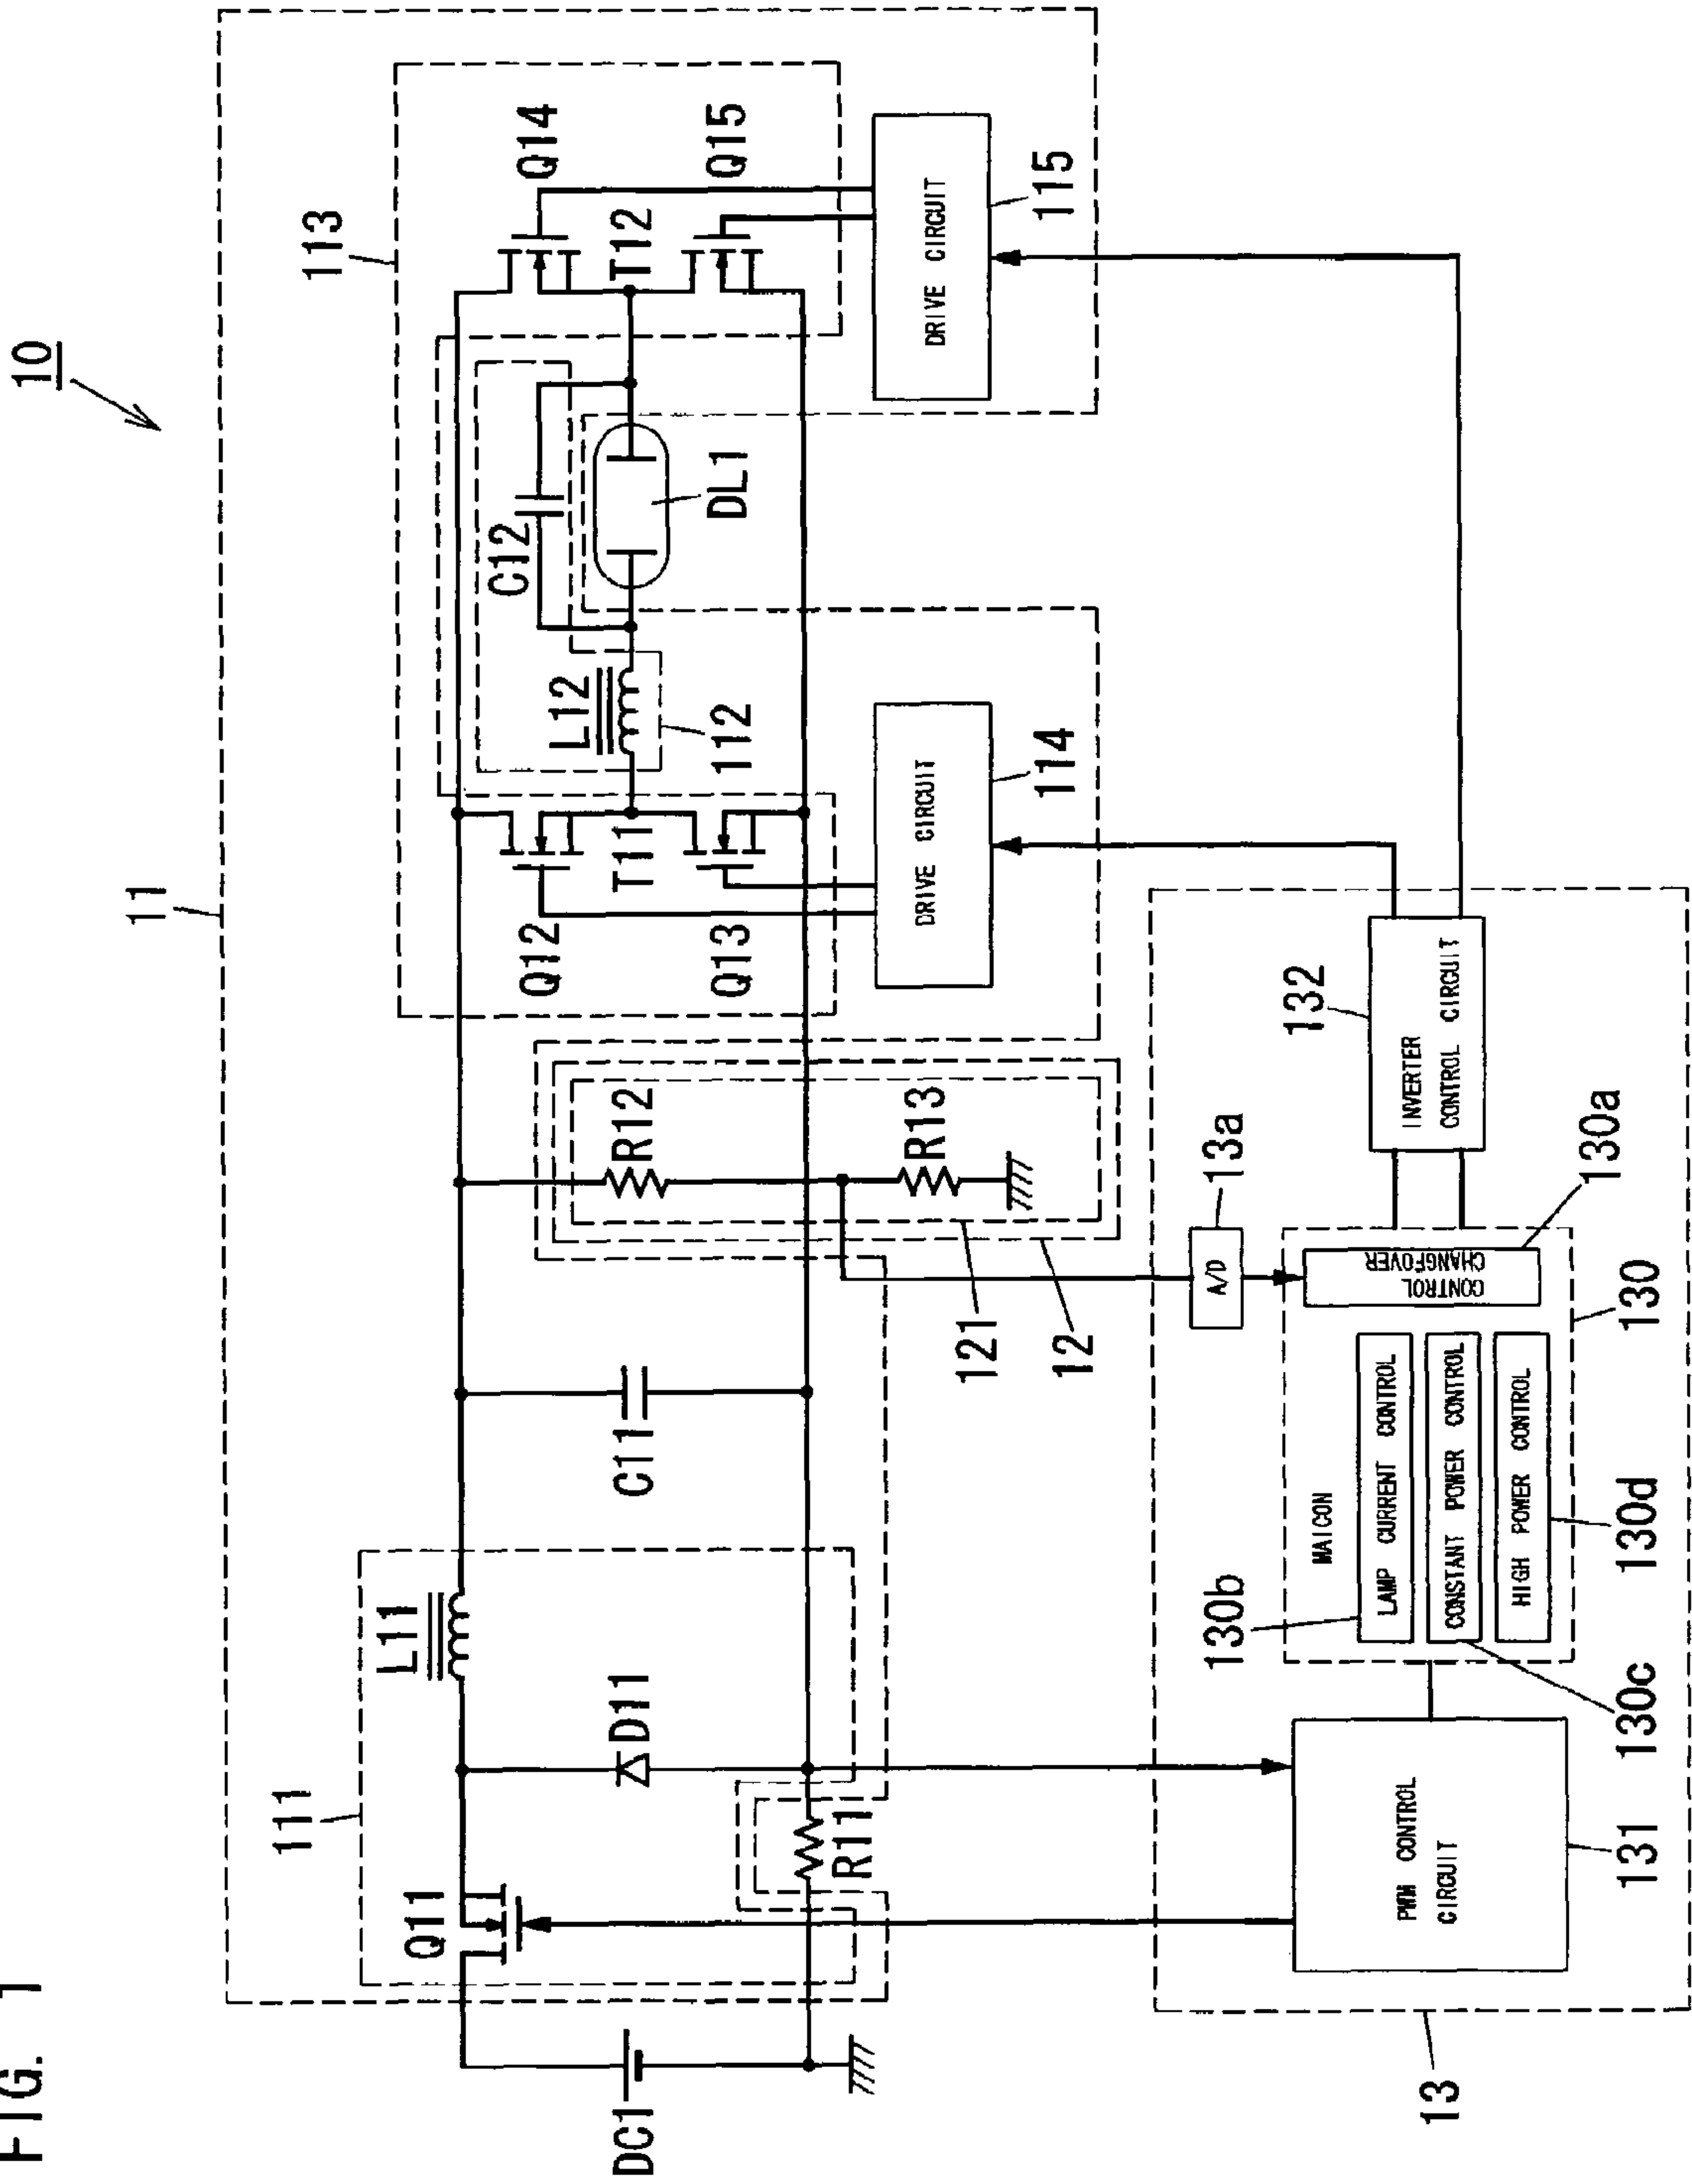 FIG. 1
10
11
113
111
Q14
Q15
T12
C12
DL1
L12
112
T11
Q12
Q13
DRIVE CIRCUIT
115
DRIVE CIRCUIT
114
R12
R13
121
12
C11
L11
D11
Q11
R11
DC1
13a
A/D
132
INVERTER
CONTROL CIRCUIT
130a
CONTROL
CHANGFOVER
130
MAICON
LAMP CURRENT CONTROL
CONSTANT POWER CONTROL
HIGH POWER CONTROL
130b
130c
130d
PWM CONTROL
CIRCUIT
131
13